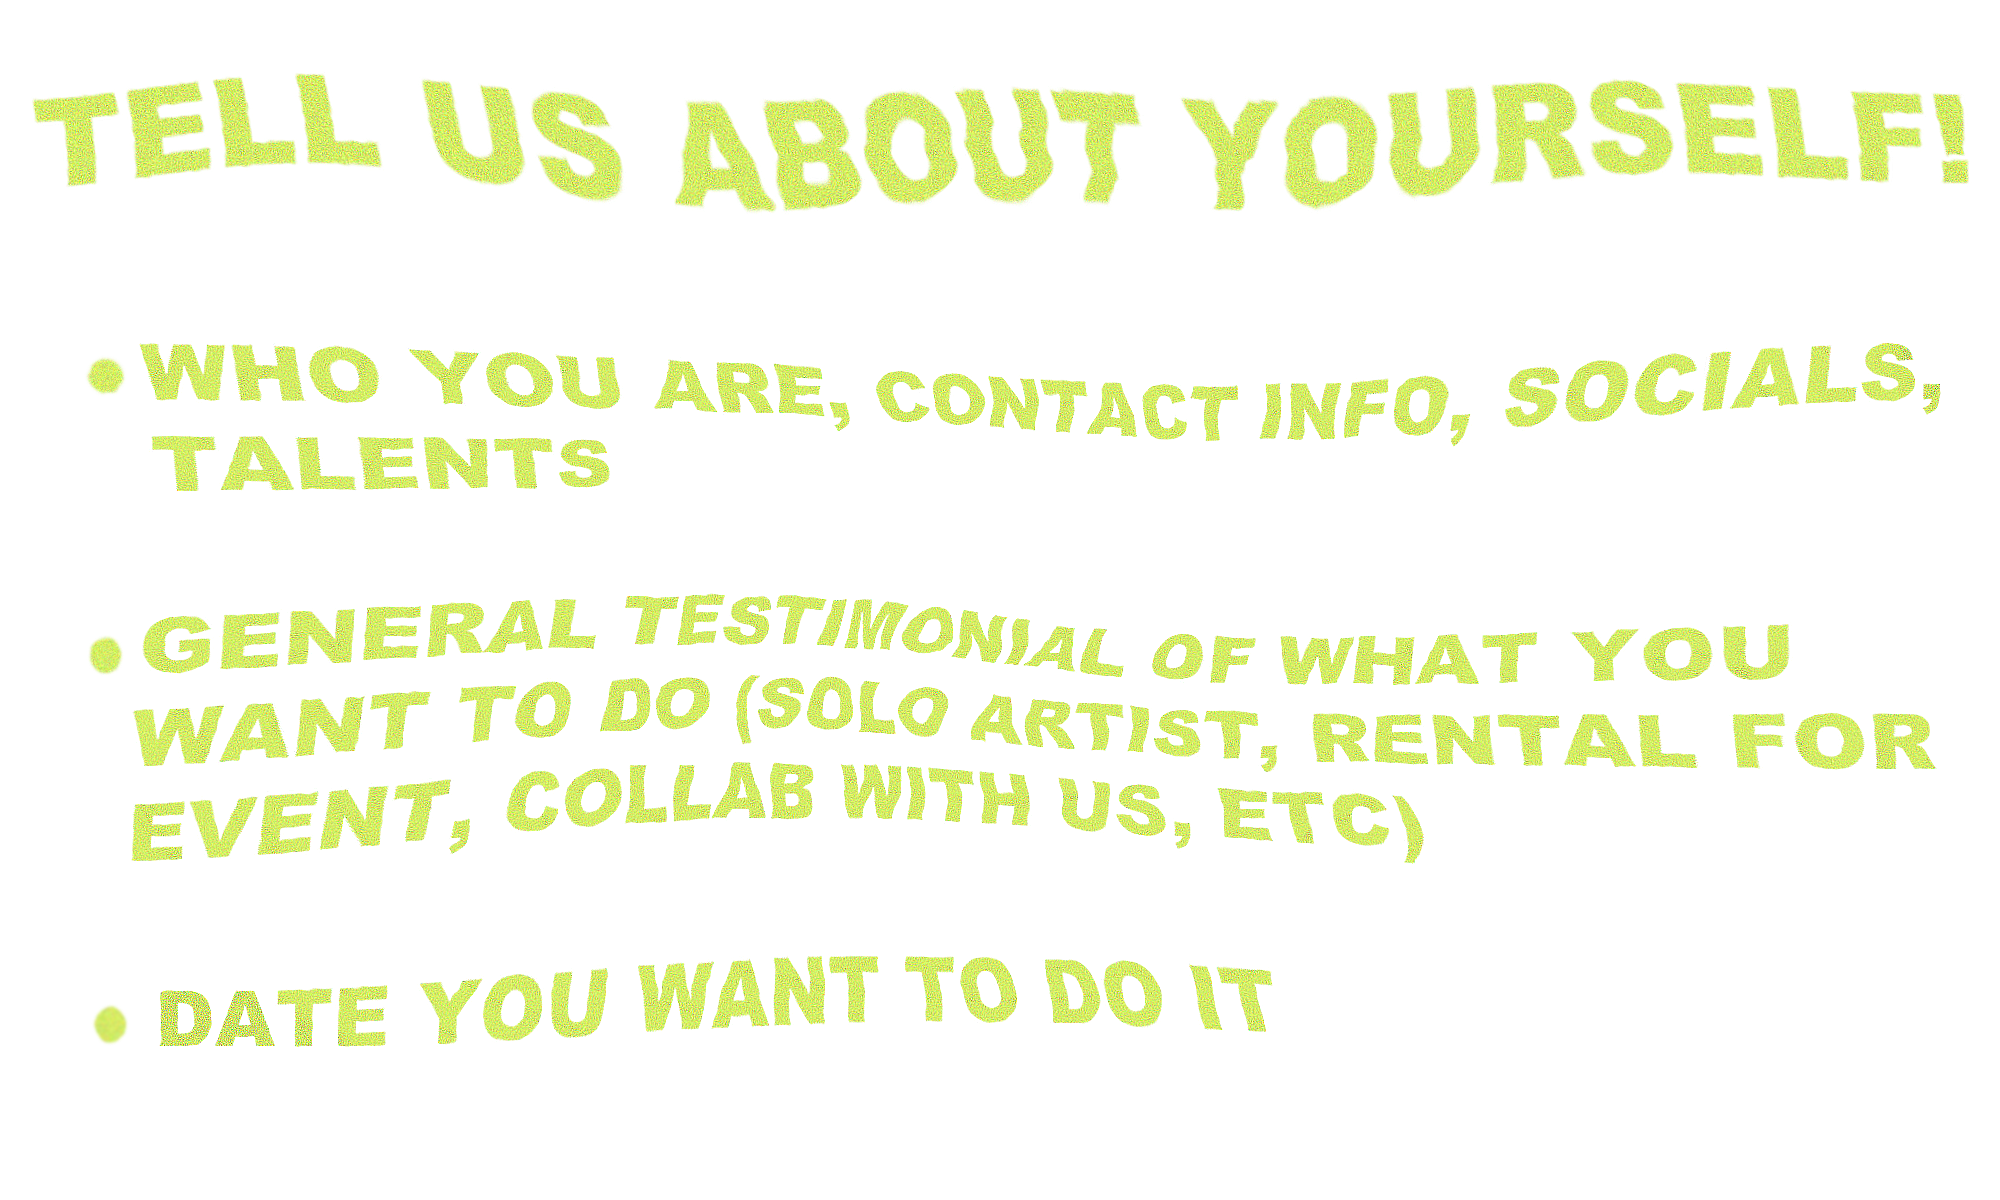 TELL US ABOUT YOURSELF!
• WHO YOU ARE, CONTACT INFO, SOCIALS,
TALENTS
• GENERAL TESTIMONIAL OF WHAT YOU
WANT TO DO (SOLO ARTIST, RENTAL FOR
EVENT, COLLAB WITH US, ETC)
• DATE YOU WANT TO DO IT